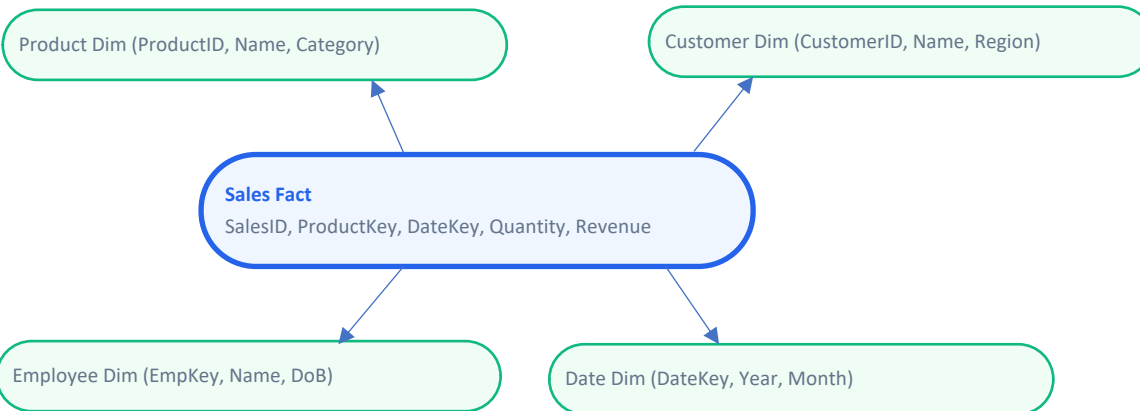 Product Dim (ProductID, Name, Category)
Customer Dim (CustomerID, Name, Region)
Sales Fact
SalesID, ProductKey, DateKey, Quantity, Revenue
Employee Dim (EmpKey, Name, DoB)
Date Dim (DateKey, Year, Month)